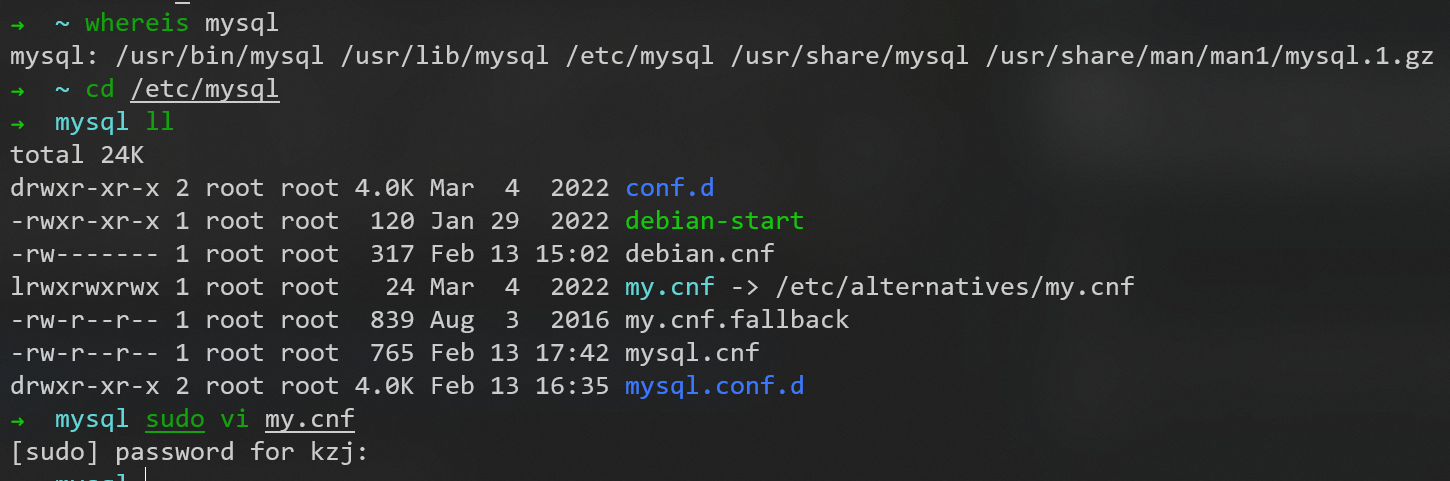 →  ~ whereis mysql
mysql: /usr/bin/mysql /usr/lib/mysql /etc/mysql /usr/share/mysql /usr/share/man/man1/mysql.1.gz
→  ~ cd /etc/mysql
→  mysql ll
total 24K
drwxr-xr-x 2 root root 4.0K Mar  4  2022 conf.d
-rwxr-xr-x 1 root root  120 Jan 29  2022 debian-start
-rw------- 1 root root  317 Feb 13 15:02 debian.cnf
lrwxrwxrwx 1 root root   24 Mar  4  2022 my.cnf -> /etc/alternatives/my.cnf
-rw-r--r-- 1 root root  839 Aug  3  2016 my.cnf.fallback
-rw-r--r-- 1 root root  765 Feb 13 17:42 mysql.cnf
drwxr-xr-x 2 root root 4.0K Feb 13 16:35 mysql.conf.d
→  mysql sudo vi my.cnf
[sudo] password for kzj:
mysql